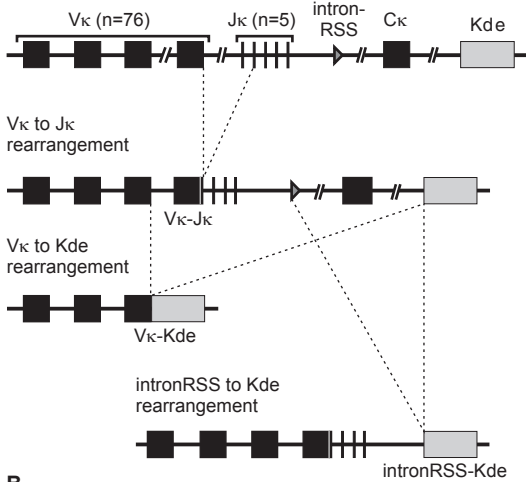 Vκ (n=76)
Jκ (n=5)
intron-
RSS
Cκ
Kde
Vκ to Jκ
rearrangement
Vκ-Jκ
Vκ to Kde
rearrangement
Vκ-Kde
intronRSS to Kde
rearrangement
intronRSS-Kde
B